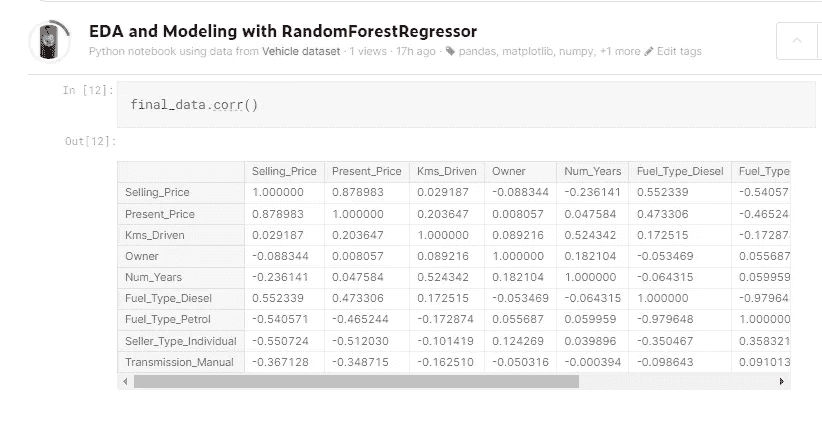 EDA and Modeling with RandomForestRegressor
Python notebook using data from Vehicle dataset · 1 views · 17h ago · pandas, matplotlib, numpy, +1 more Edit tags
In [12]:
final_data.corr()
Out[12]:
Selling_Price Present_Price Kms_Driven Owner Num_Years Fuel_Type_Diesel Fuel_Type
Selling_Price 1.000000 0.878983 0.029187 -0.088344 -0.236141 0.552339 -0.54057
Present_Price 0.878983 1.000000 0.203647 0.008057 0.047584 0.473306 -0.46524
Kms_Driven 0.029187 0.203647 1.000000 0.089216 0.524342 0.172515 -0.17287
Owner -0.088344 0.008057 0.089216 1.000000 0.182104 -0.053469 0.055687
Num_Years -0.236141 0.047584 0.524342 0.182104 1.000000 -0.064315 0.059959
Fuel_Type_Diesel 0.552339 0.473306 0.172515 -0.053469 -0.064315 1.000000 -0.97964
Fuel_Type_Petrol -0.540571 -0.465244 -0.172874 0.055687 0.059959 -0.979648 1.000000
Seller_Type_Individual -0.550724 -0.512030 -0.101419 0.124269 0.039896 -0.350467 0.358321
Transmission_Manual -0.367128 -0.348715 -0.162510 -0.050316 -0.000394 -0.098643 0.091013